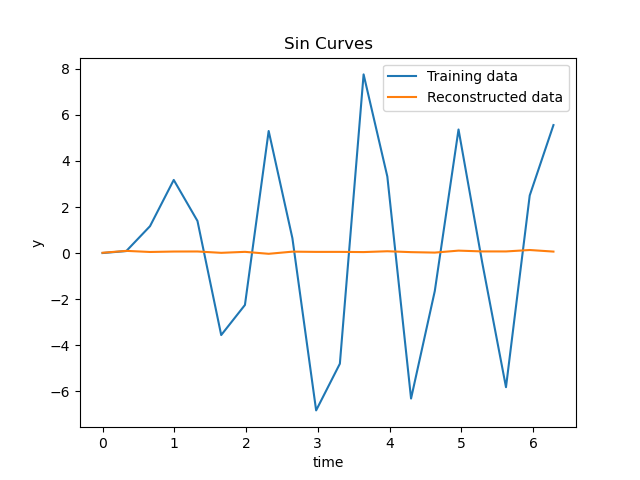 Sin Curves
Training data
Reconstructed data
8
6
4
2
0
−2
−4
−6
y
0 1 2 3 4 5 6
time